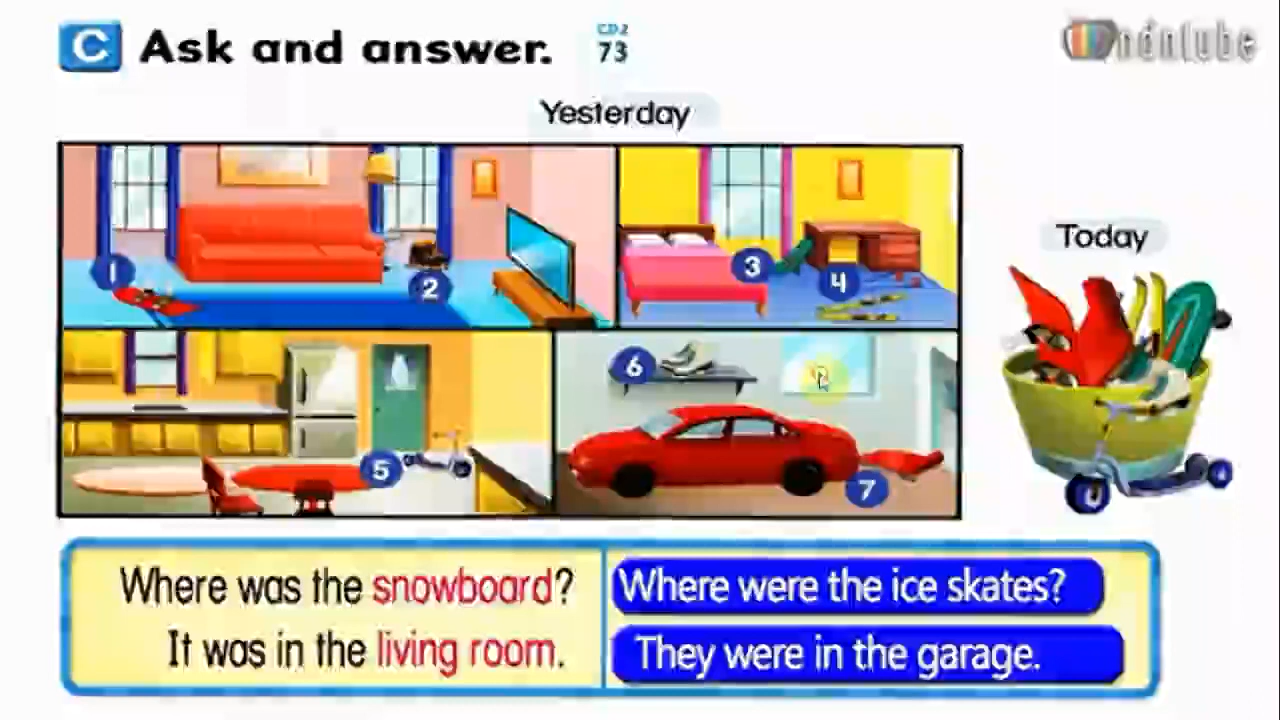 C Ask and answer. CD2 73
Yesterday
Today
1
2
3
4
5
6
7
Where was the snowboard?
It was in the living room.
Where were the ice skates?
They were in the garage.